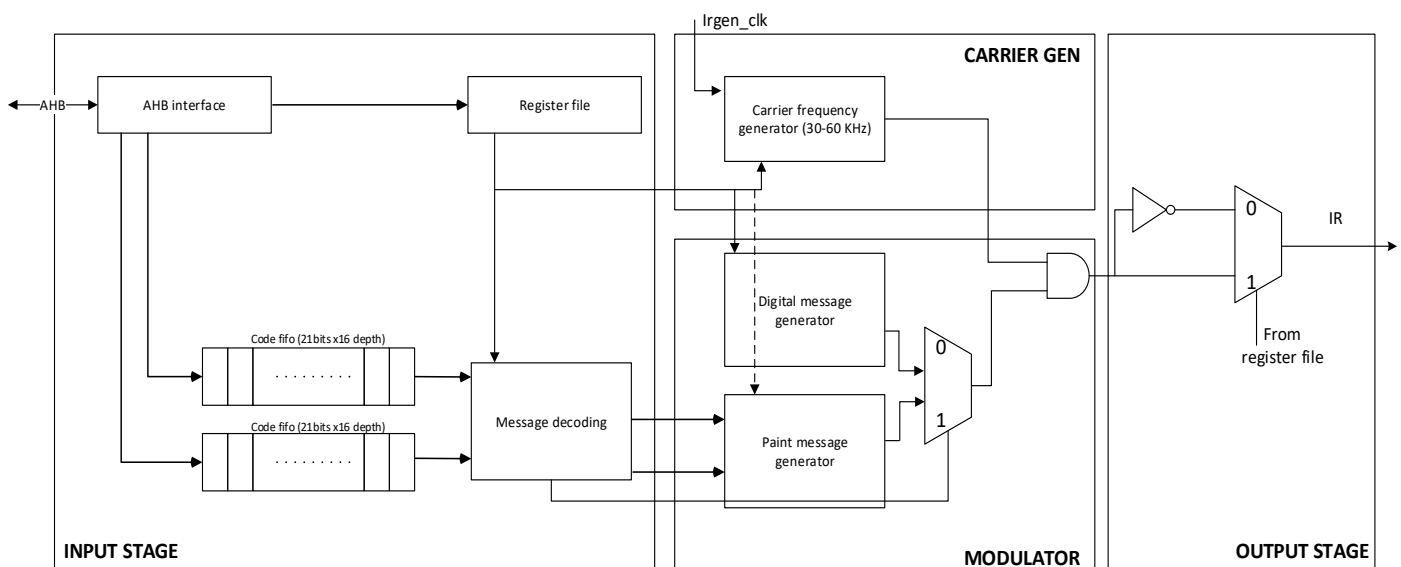 Irgen_clk
CARRIER GEN
AHB
AHB interface
Register file
Carrier frequency
generator (30-60 KHz)
0
IR
1
Digital message
generator
From
register file
Code fifo (21bits x16 depth)
. . . . . . . . .
0
Message decoding
1
Code fifo (21bits x16 depth)
. . . . . . . . .
Paint message
generator
INPUT STAGE
MODULATOR
OUTPUT STAGE